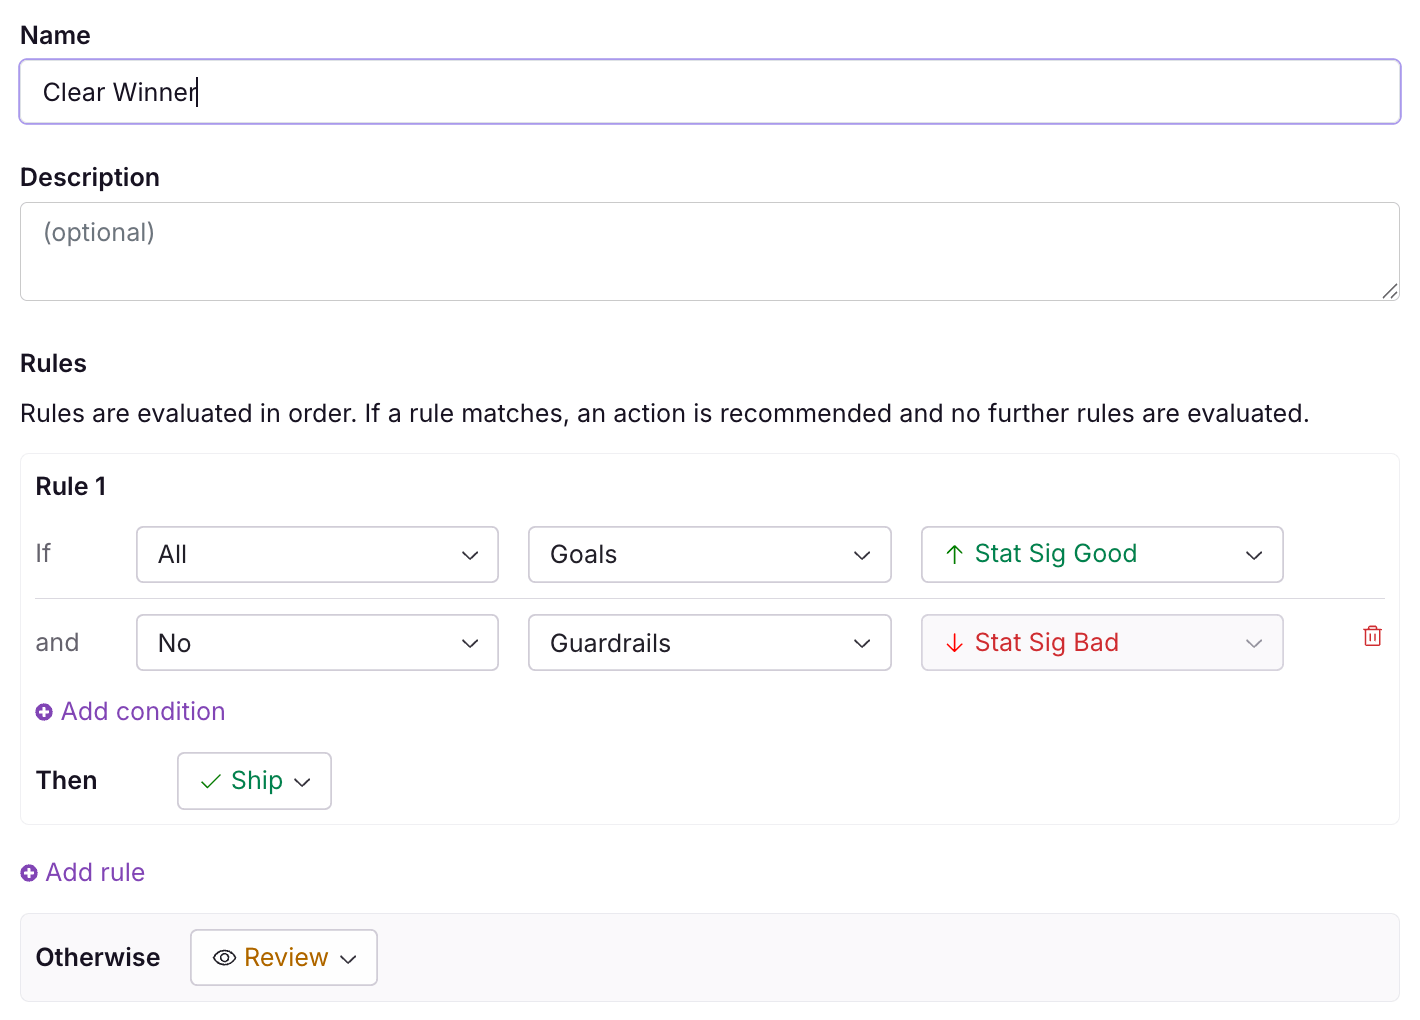 Name
Clear Winner
Description
(optional)
Rules
Rules are evaluated in order. If a rule matches, an action is recommended and no further rules are evaluated.
Rule 1
If All Goals Stat Sig Good
and No Guardrails Stat Sig Bad
Add condition
Then Ship
Add rule
Otherwise Review